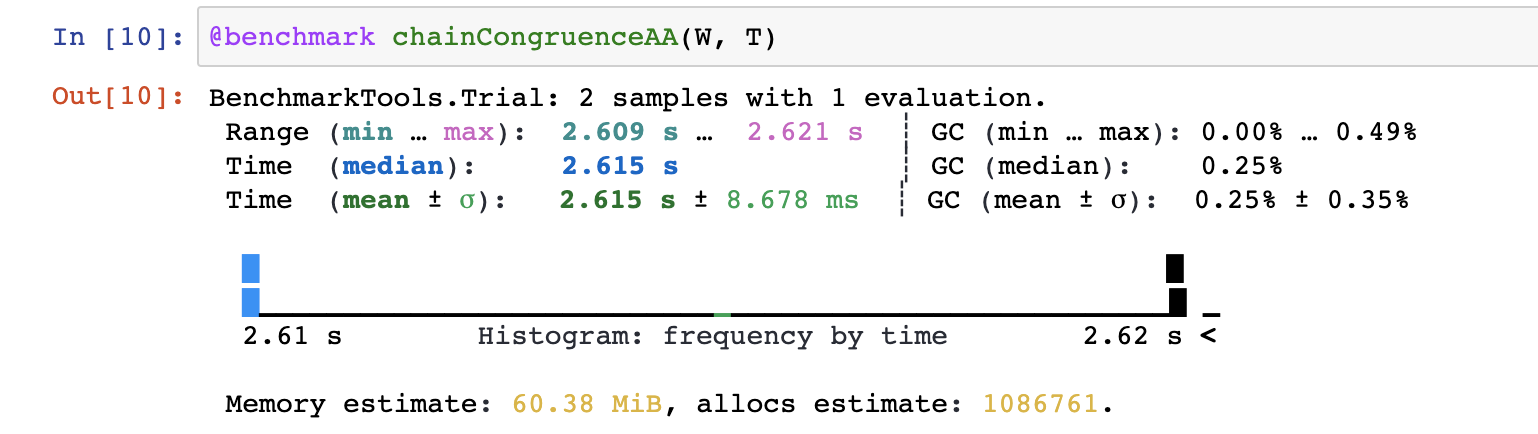 In [10]: @benchmark chainCongruenceAA(W, T)
Out[10]: BenchmarkTools.Trial: 2 samples with 1 evaluation.
Range (min … max): 2.609 s … 2.621 s ┊ GC (min … max): 0.00% … 0.49%
Time (median): 2.615 s ┊ GC (median): 0.25%
Time (mean ± σ): 2.615 s ± 8.678 ms ┊ GC (mean ± σ): 0.25% ± 0.35%
2.61 s Histogram: frequency by time 2.62 s <
Memory estimate: 60.38 MiB, allocs estimate: 1086761.